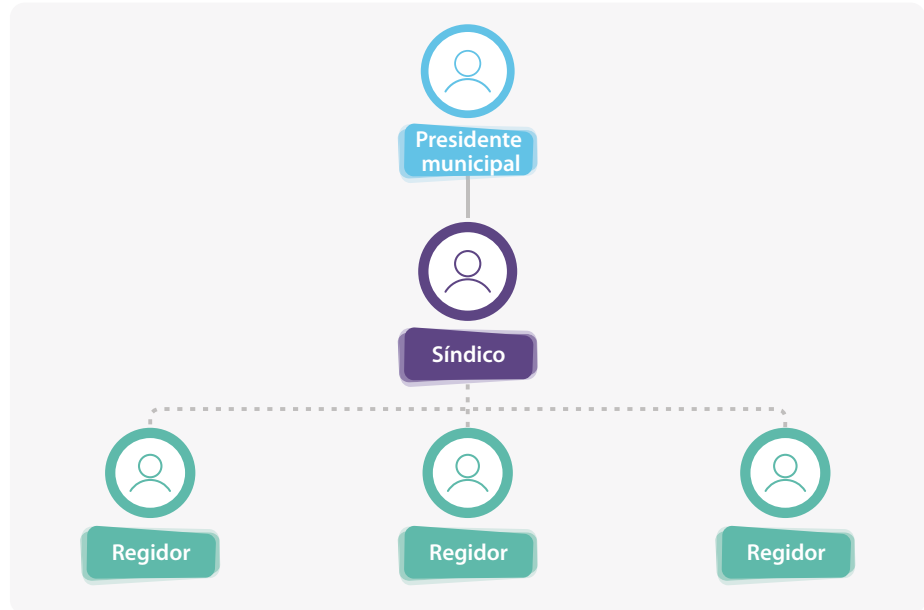 Presidente
municipal
Síndico
Regidor
Regidor
Regidor